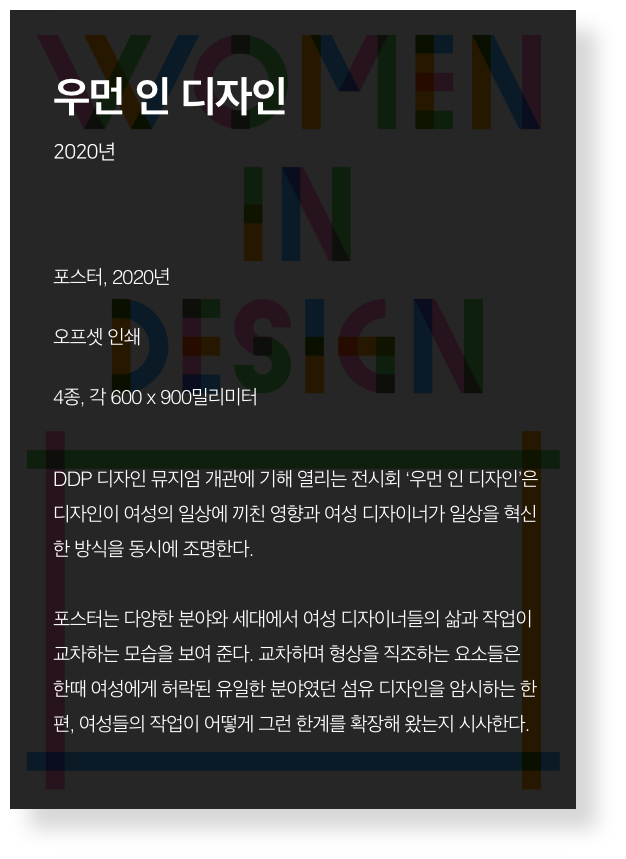 WOMEN
IN
DESIGN
우먼 인 디자인
2020년
포스터, 2020년
오프셋 인쇄
4종, 각 600 x 900밀리미터
DDP 디자인 뮤지엄 개관에 기해 열리는 전시회 ‘우먼 인 디자인’은
디자인이 여성의 일상에 끼친 영향과 여성 디자이너가 일상을 혁신
한 방식을 동시에 조명한다.
포스터는 다양한 분야와 세대에서 여성 디자이너들의 삶과 작업이
교차하는 모습을 보여 준다. 교차하며 형상을 직조하는 요소들은
한때 여성에게 허락된 유일한 분야였던 섬유 디자인을 암시하는 한
편, 여성들의 작업이 어떻게 그런 한계를 확장해 왔는지 시사한다.